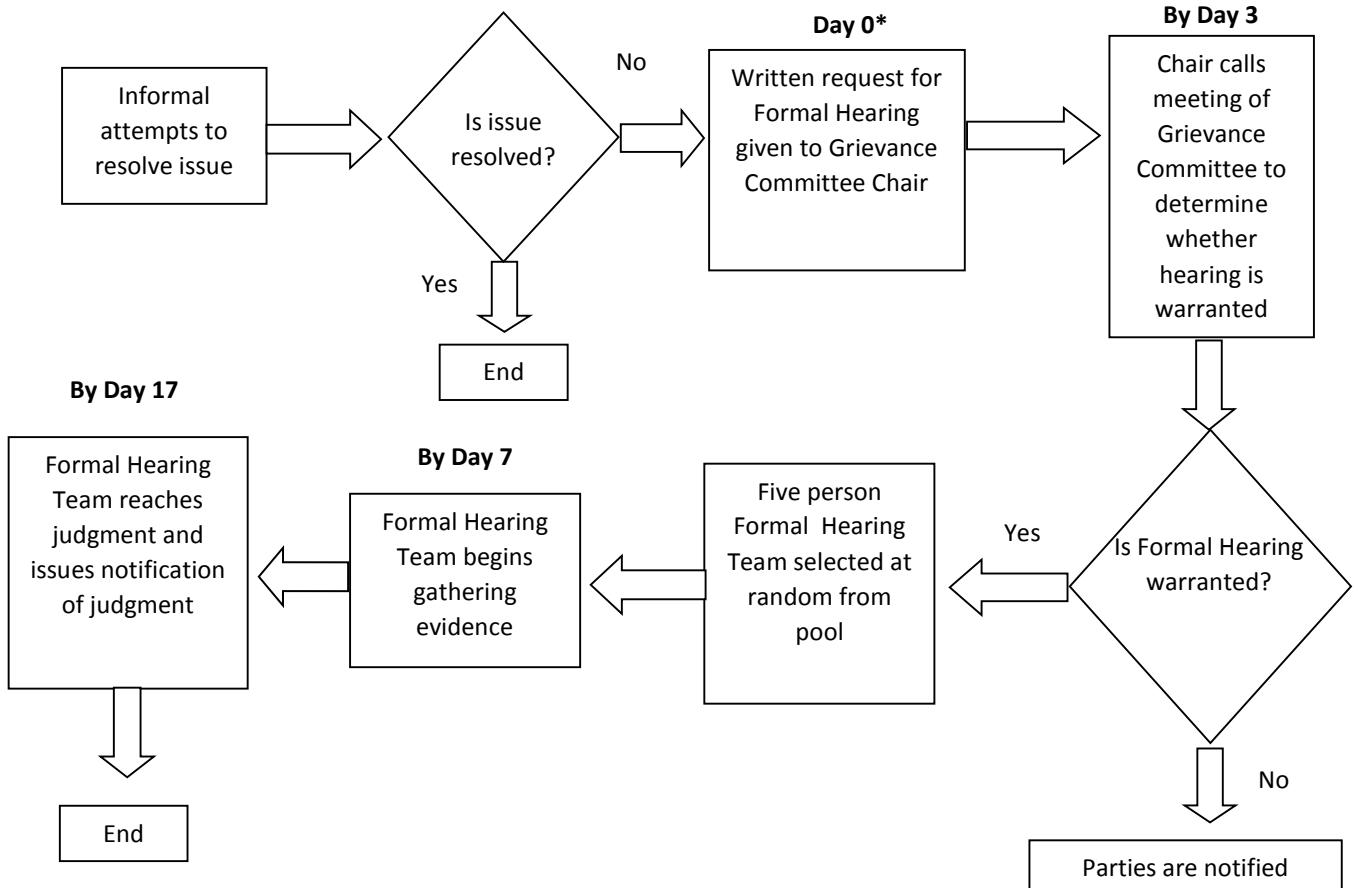 Informal
attempts to
resolve issue
Is issue
resolved?
No
Yes
End
Day 0*
Written request for
Formal Hearing
given to Grievance
Committee Chair
By Day 3
Chair calls
meeting of
Grievance
Committee to
determine
whether
hearing is
warranted
Is Formal Hearing
warranted?
No
Parties are notified
Yes
Five person
Formal Hearing
Team selected at
random from
pool
By Day 7
Formal Hearing
Team begins
gathering
evidence
By Day 17
Formal Hearing
Team reaches
judgment and
issues notification
of judgment
End